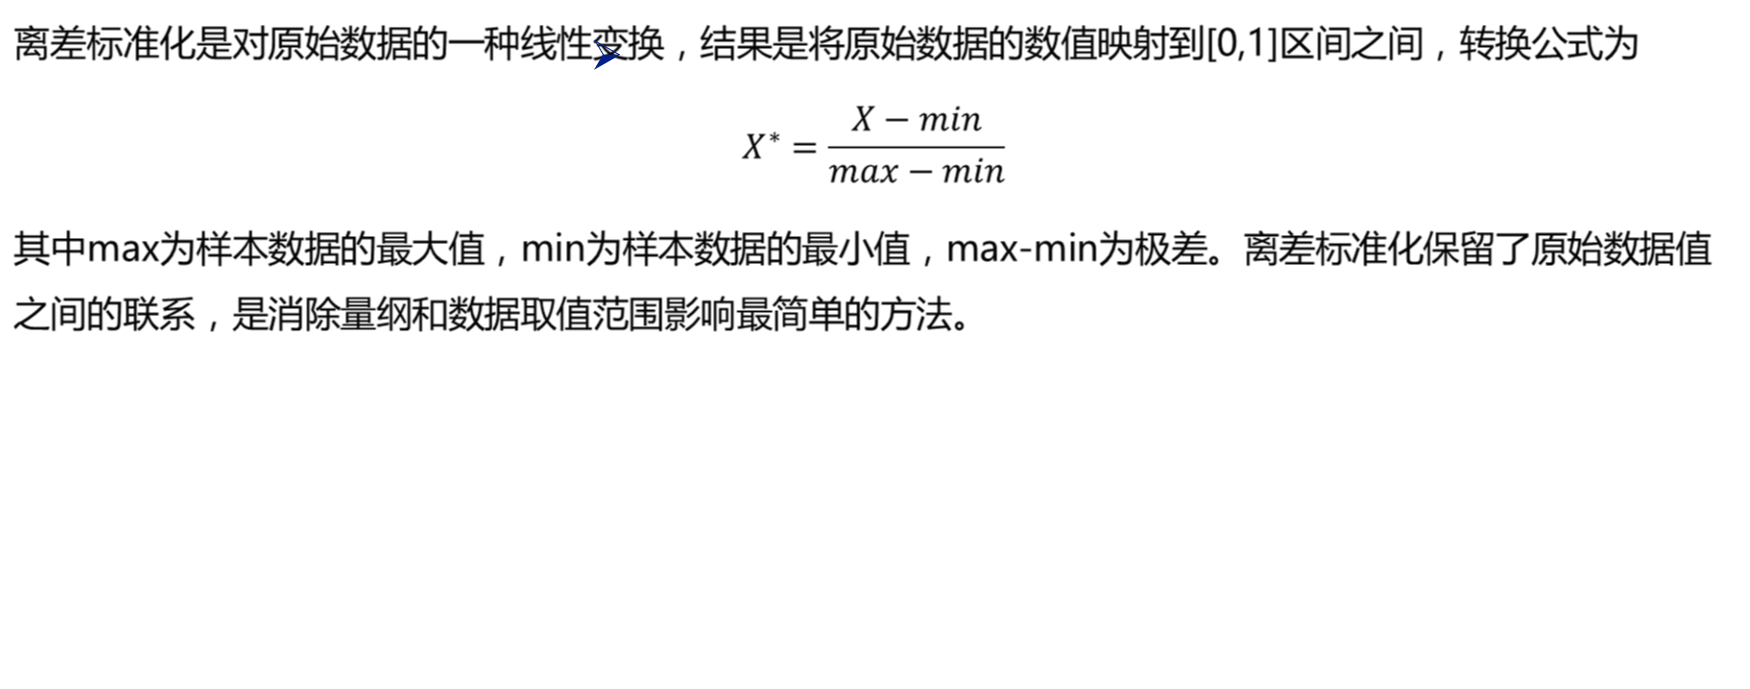 离差标准化是对原始数据的一种线性变换，结果是将原始数据的数值映射到[0,1]区间之间，转换公式为
X* = (X − min) / (max − min)
其中max为样本数据的最大值，min为样本数据的最小值，max-min为极差。离差标准化保留了原始数据值
之间的联系，是消除量纲和数据取值范围影响最简单的方法。